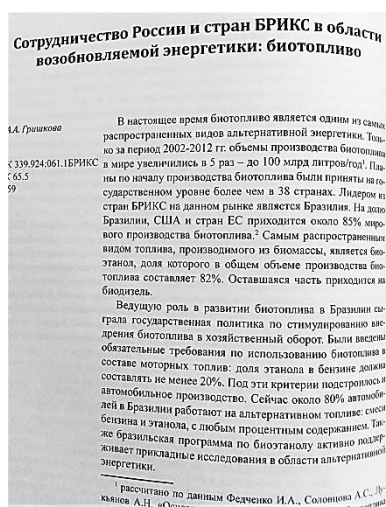 Сотрудничество России и стран БРИКС в области
возобновляемой энергетики: биотопливо
А.А. Гришкова
К 339.924:061.1БРИКС
К 65.5
59
В настоящее время биотопливо является одним из самых
распространенных видов альтернативной энергетики. Толь-
ко за период 2002-2012 гг. объемы производства биотоплива
в мире увеличились в 5 раз – до 100 млрд литров/год¹. Пла-
ны по началу производства биотоплива были приняты на го-
сударственном уровне более чем в 38 странах. Лидером из
стран БРИКС на данном рынке является Бразилия. На долю
Бразилии, США и стран ЕС приходится около 85% миро-
вого производства биотоплива.² Самым распространенным
видом топлива, производимого из биомассы, является био-
этанол, доля которого в общем объеме производства био-
топлива составляет 82%. Оставшаяся часть приходится на
биодизель.
Ведущую роль в развитии биотоплива в Бразилии сы-
грала государственная политика по стимулированию вне-
дрения биотоплива в хозяйственный оборот. Были введены
обязательные требования по использованию биотоплива в
составе моторных топлив: доля этанола в бензине должна
составлять не менее 20%. Под эти критерии подстроилось и
автомобильное производство. Сейчас около 80% автомоби-
лей в Бразилии работают на альтернативном топливе: смеси
бензина и этанола, с любым процентным содержанием. Так-
же бразильская программа по биоэтанолу активно поддер-
живает прикладные исследования в области альтернативной
энергетики.
¹ рассчитано по данным Федченко И.А., Соловцова А.С., Лу-
кьянов А.Н.